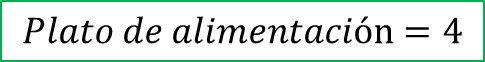 Plato de alimentación = 4